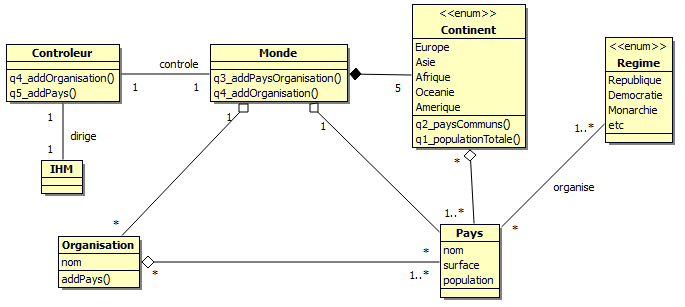 <<enum>>
Continent
Europe
Asie
Afrique
Oceanie
Amerique
q2_paysCommuns()
q1_populationTotale()
Controleur
q4_addOrganisation()
q5_addPays()
controle
1
1
Monde
q3_addPaysOrganisation()
q4_addOrganisation()
5
<<enum>>
Regime
Republique
Democratie
Monarchie
etc
1
dirige
1
IHM
1
1
1..*
*
organise
*
1..*
*
*
Organisation
nom
addPays()
*
*
1..*
Pays
nom
surface
population